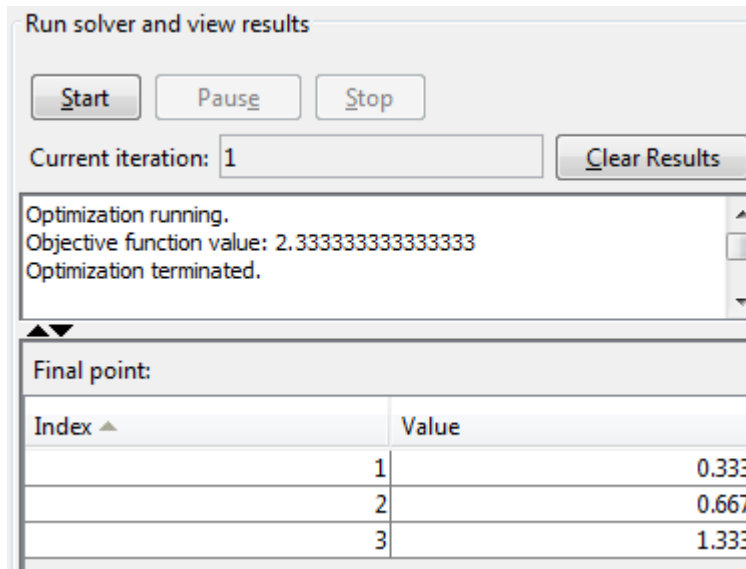 Run solver and view results
Start Pause Stop
Current iteration: 1 Clear Results
Optimization running.
Objective function value: 2.333333333333333
Optimization terminated.
Final point:
Index Value
1 0.333
2 0.667
3 1.333